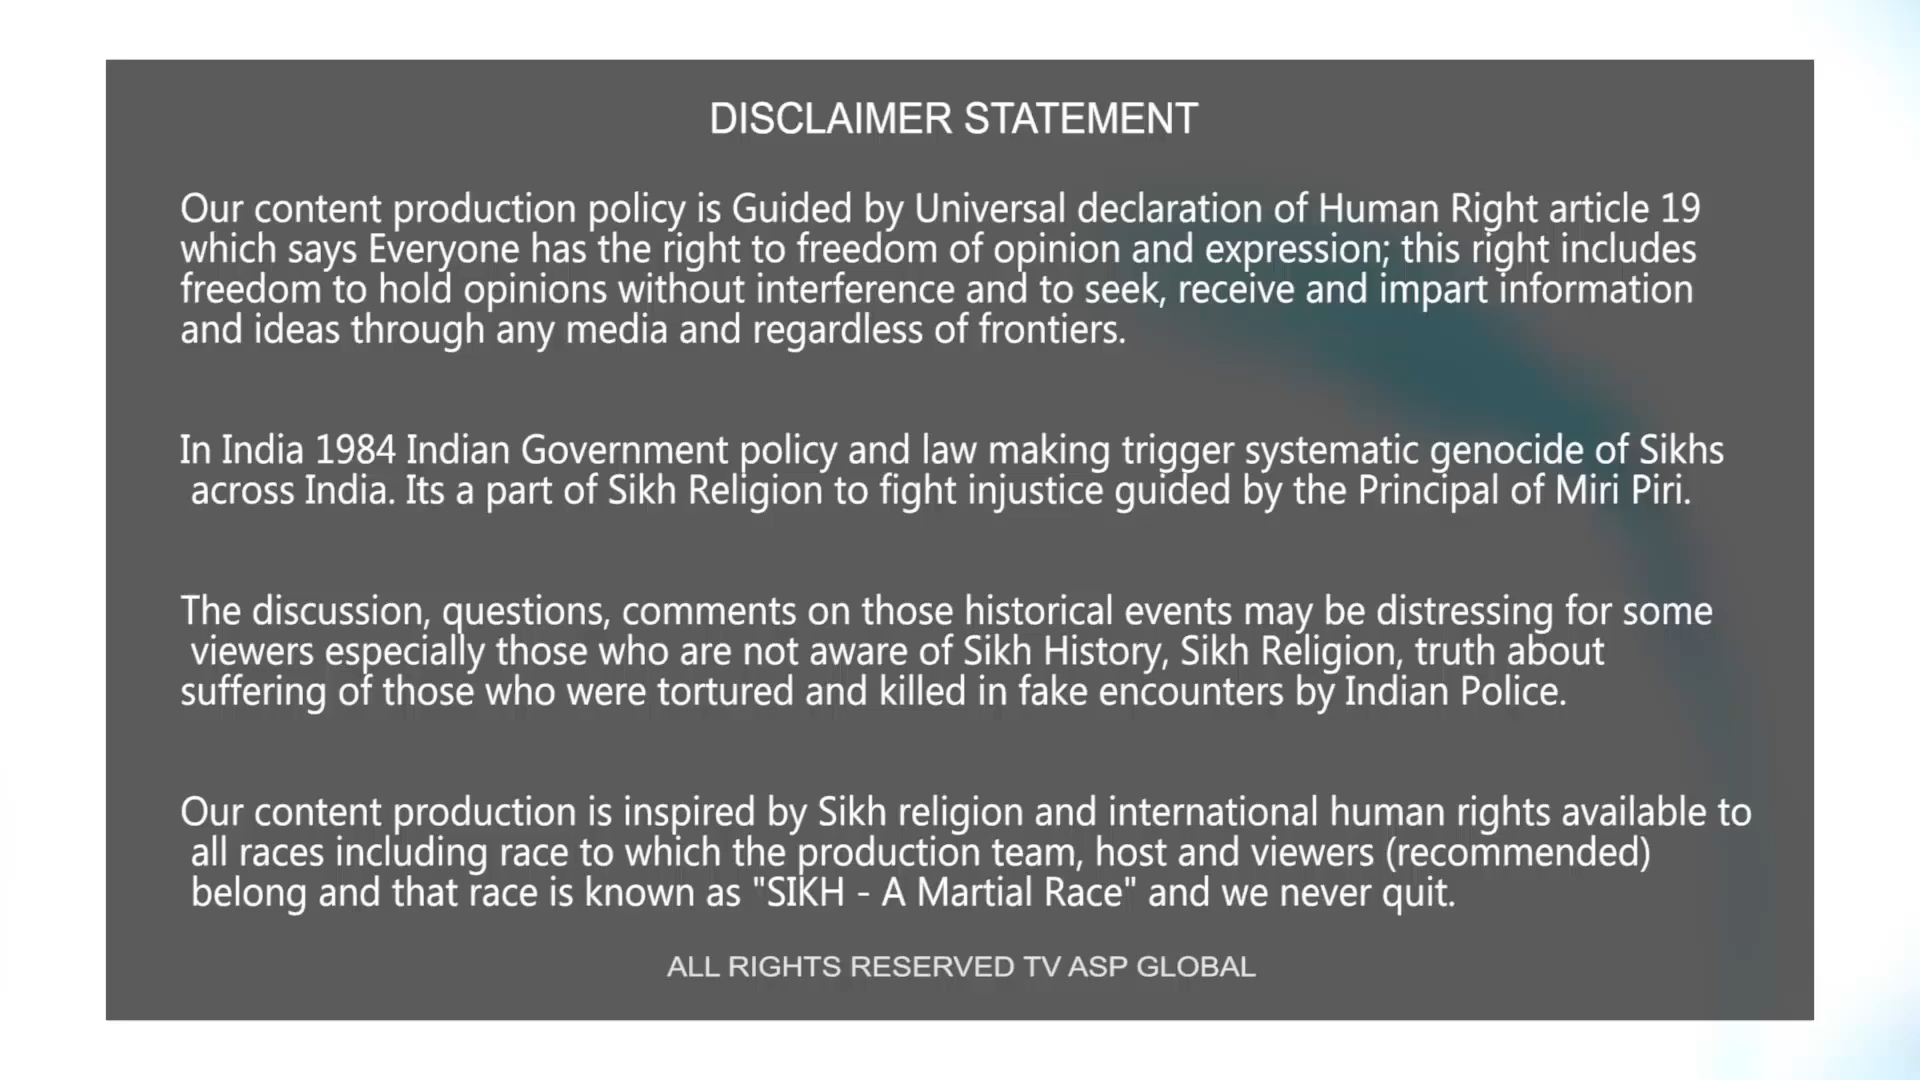 DISCLAIMER STATEMENT
Our content production policy is Guided by Universal declaration of Human Right article 19
which says Everyone has the right to freedom of opinion and expression; this right includes
freedom to hold opinions without interference and to seek, receive and impart information
and ideas through any media and regardless of frontiers.
In India 1984 Indian Government policy and law making trigger systematic genocide of Sikhs
across India. Its a part of Sikh Religion to fight injustice guided by the Principal of Miri Piri.
The discussion, questions, comments on those historical events may be distressing for some
viewers especially those who are not aware of Sikh History, Sikh Religion, truth about
suffering of those who were tortured and killed in fake encounters by Indian Police.
Our content production is inspired by Sikh religion and international human rights available to
all races including race to which the production team, host and viewers (recommended)
belong and that race is known as "SIKH - A Martial Race" and we never quit.
ALL RIGHTS RESERVED TV ASP GLOBAL